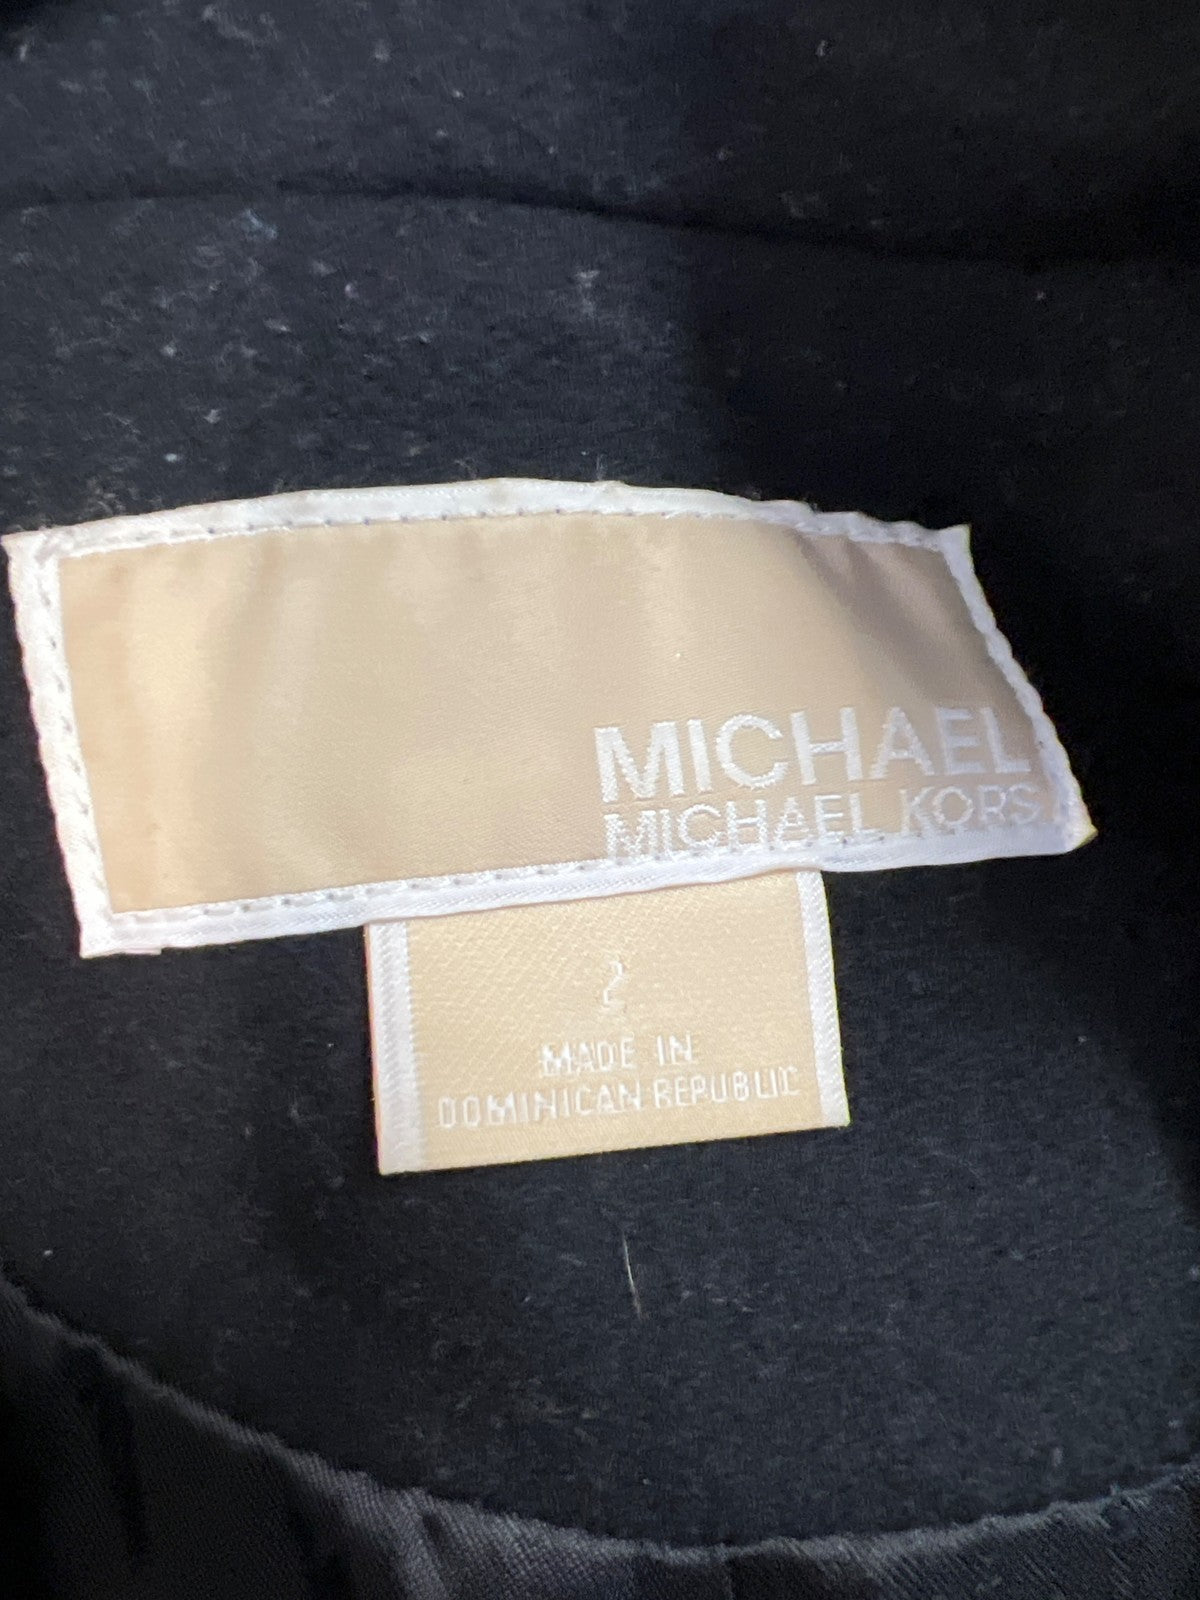 MICHAEL
MICHAEL KORS
2
MADE IN
DOMINICAN REPUBLIC